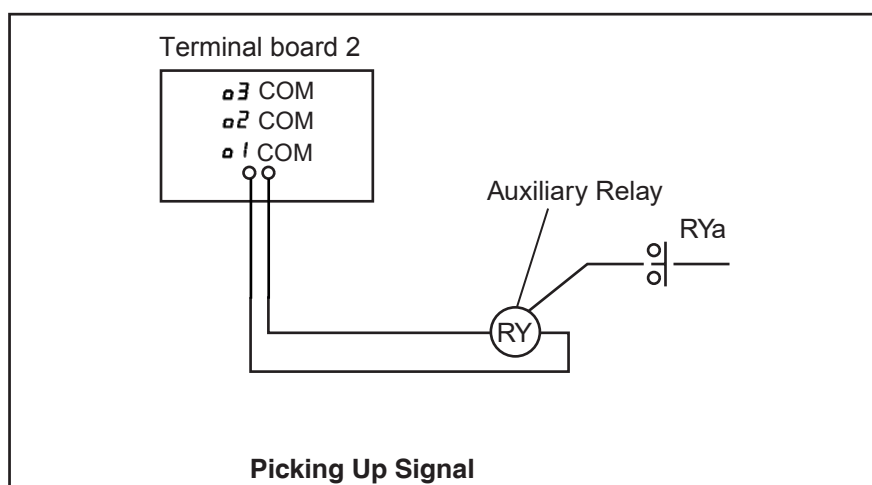 Terminal board 2
o3 COM
o2 COM
o1 COM
Auxiliary Relay
RYa
RY
Picking Up Signal